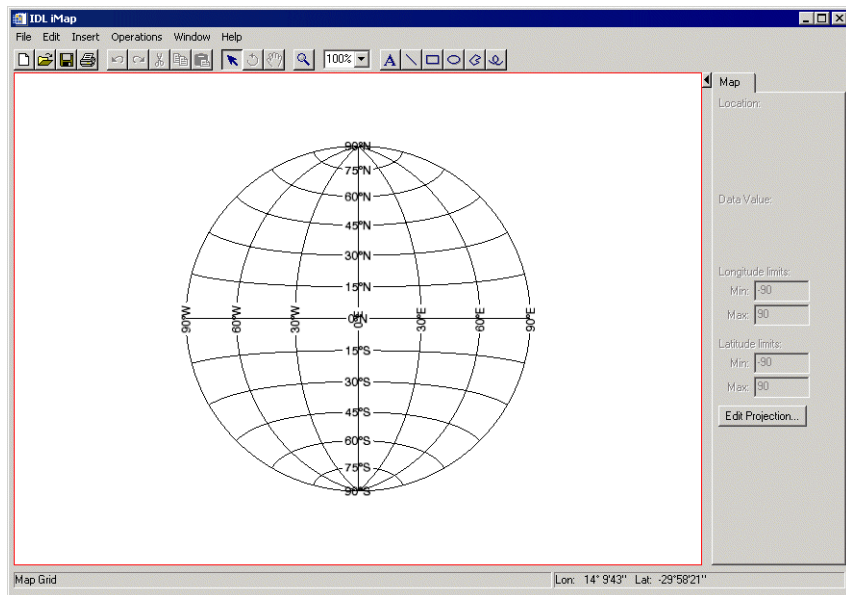 IDL iMap
File Edit Insert Operations Window Help
100%
A
Map
Location:
Data Value:
Longitude limits:
Min: -90
Max: 90
Latitude limits:
Min: -90
Max: 90
Edit Projection...
90°N
75°N
60°N
45°N
30°N
15°N
90°W 60°W 30°W 0°N 0°E 30°E 60°E 90°E
15°S
30°S
45°S
60°S
75°S
90°S
Map Grid
Lon: 14° 9'43'' Lat: -29°58'21''